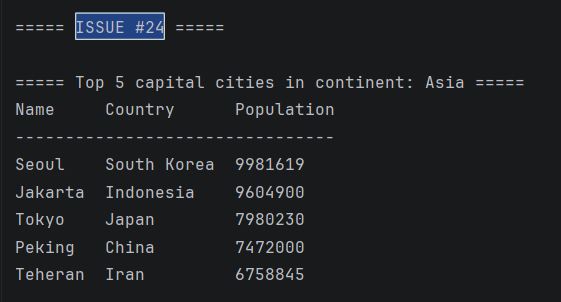 ===== ISSUE #24 =====
===== Top 5 capital cities in continent: Asia =====
Name     Country      Population
--------------------------------
Seoul    South Korea  9981619
Jakarta  Indonesia    9604900
Tokyo    Japan        7980230
Peking   China        7472000
Teheran  Iran         6758845